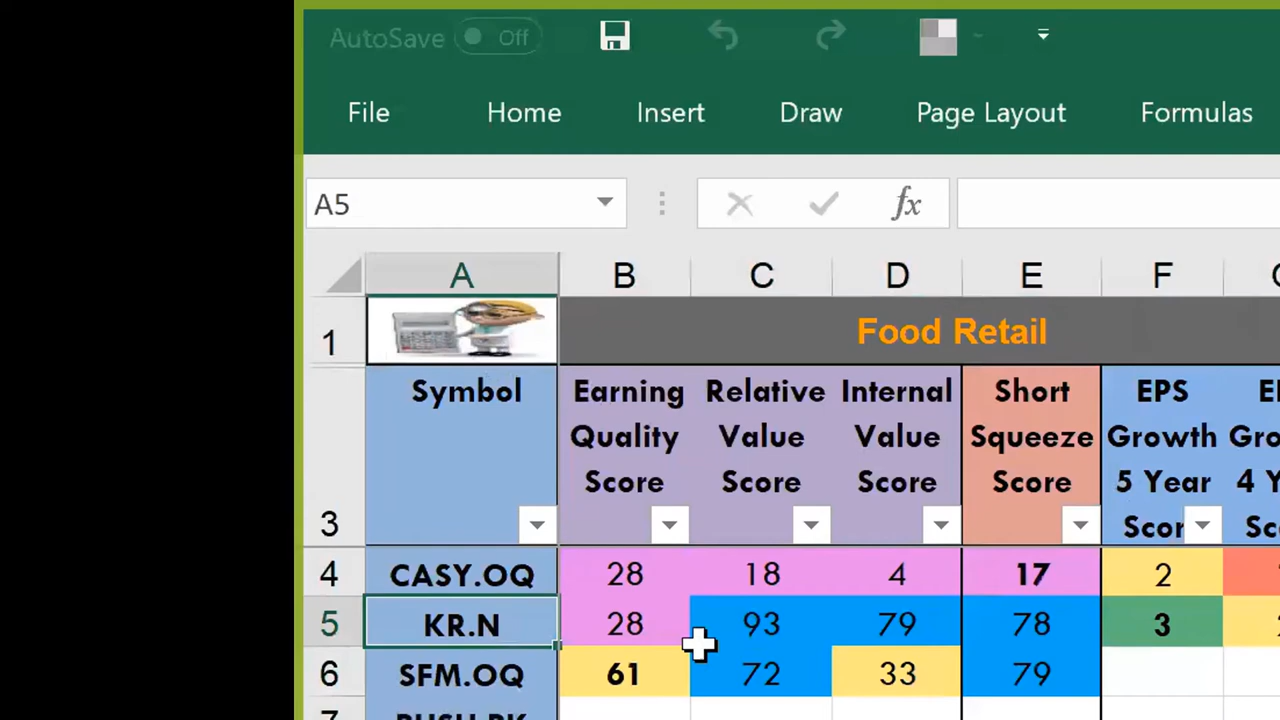 AutoSave Off
File Home Insert Draw Page Layout Formulas
A5 fx
A B C D E F
1 Food Retail
Symbol Earning Relative Internal Short EPS
Quality Value Value Squeeze Growth
Score Score Score Score 5 Year
3
4 CASY.OQ 28 18 4 17 2
5 KR.N 28 93 79 78 3
6 SFM.OQ 61 72 33 79